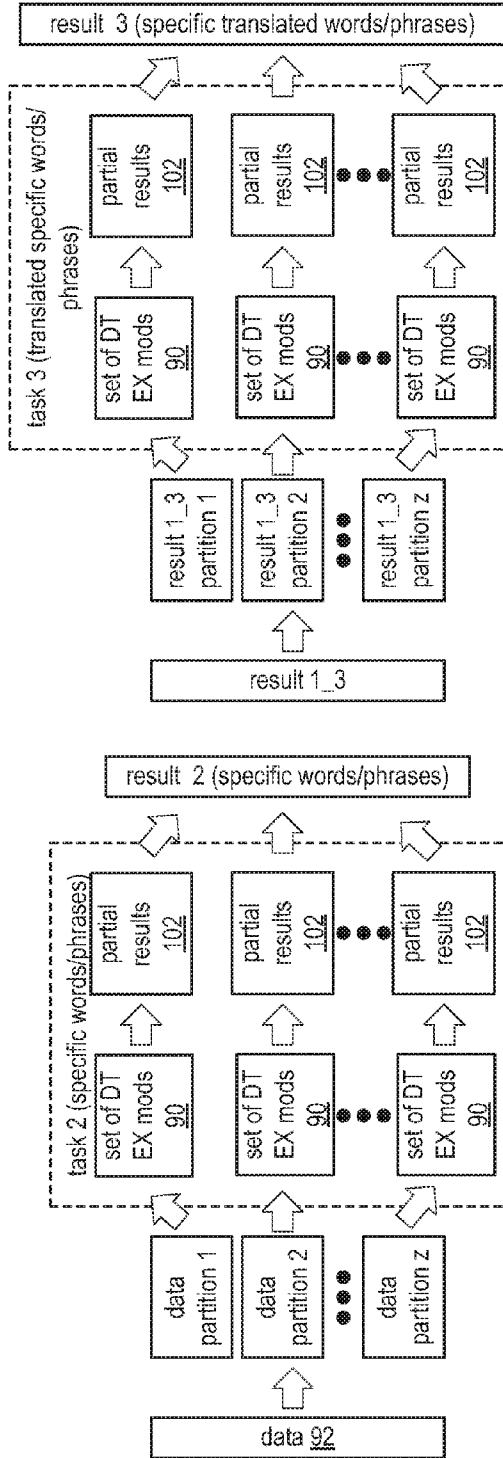 data 92
data
partition 1
data
partition 2
data
partition z
task 2 (specific words/phrases)
set of DT
EX mods
90
partial
results
102
set of DT
EX mods
90
partial
results
102
set of DT
EX mods
90
partial
results
102
result 2 (specific words/phrases)
result 1_3
result 1_3
partition 1
result 1_3
partition 2
result 1_3
partition z
task 3 (translated specific words/
phrases)
set of DT
EX mods
90
partial
results
102
set of DT
EX mods
90
partial
results
102
set of DT
EX mods
90
partial
results
102
result 3 (specific translated words/phrases)